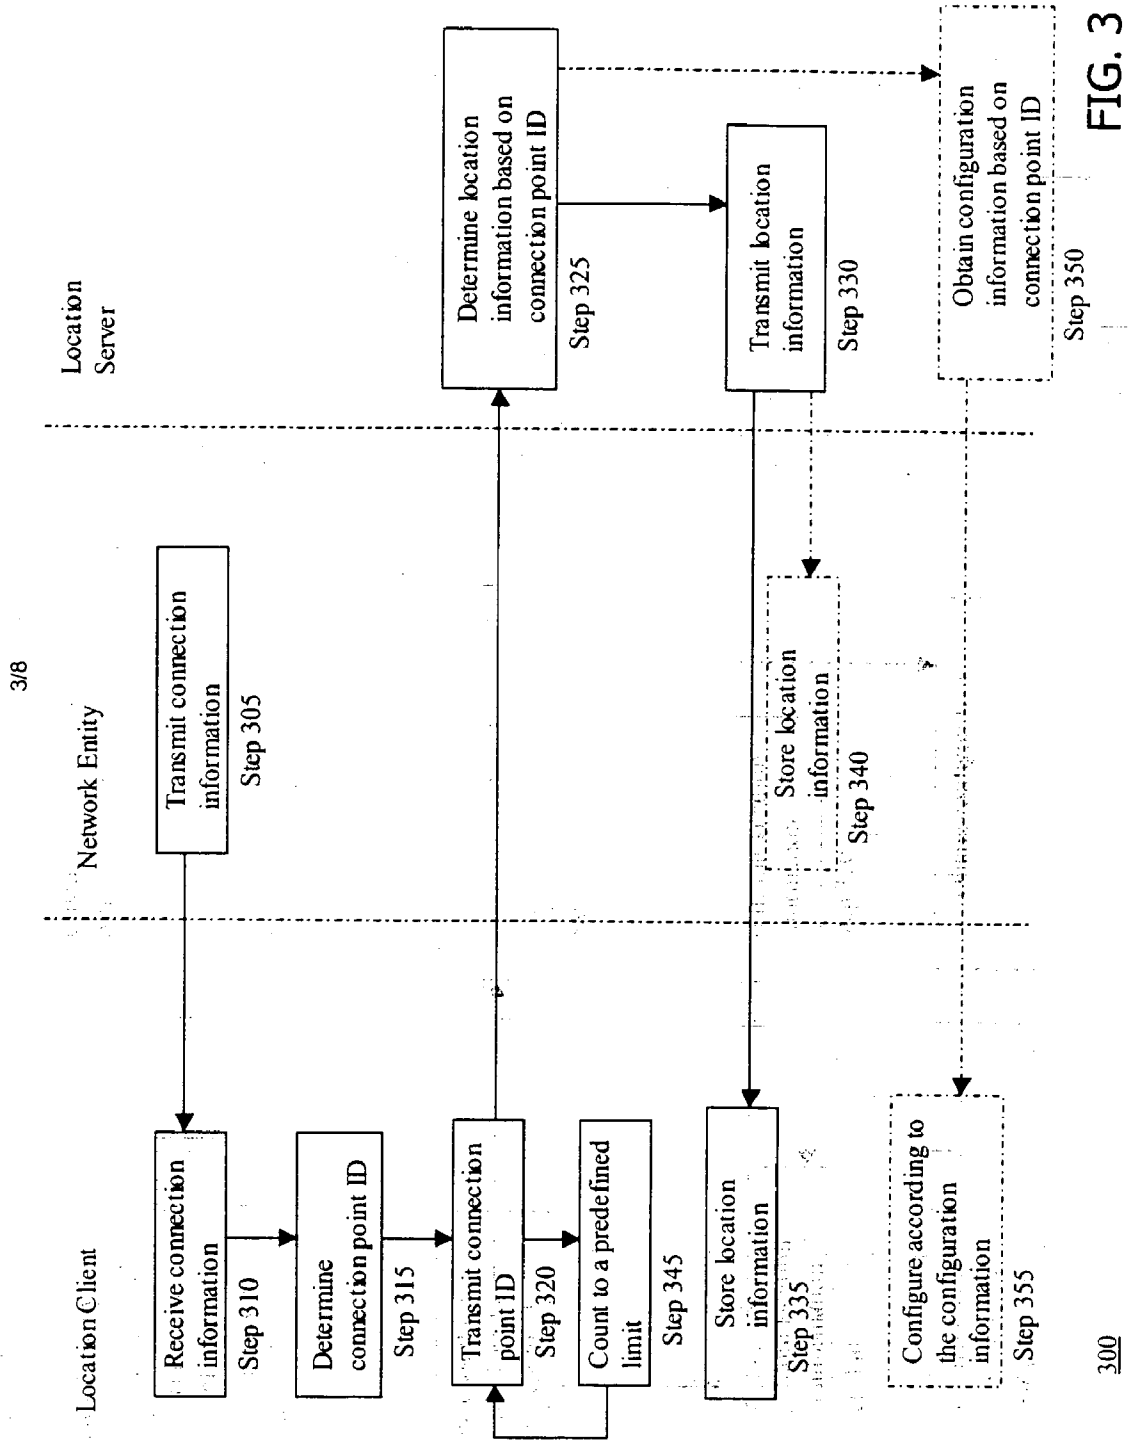 3/8
Location Client
Network Entity
Location
Server
Transmit connection
information
Step 305
Receive connection
information
Step 310
Determine
connection point ID
Step 315
Transmit connection
point ID
Step 320
Count to a predefined
limit
Step 345
Determine location
information based on
connection point ID
Step 325
Transmit location
information
Step 330
Store location
information
Step 335
Store location
information
Step 340
Obtain configuration
information based on
connection point ID
Step 350
Configure according to
the configuration
information
Step 355
300
FIG. 3